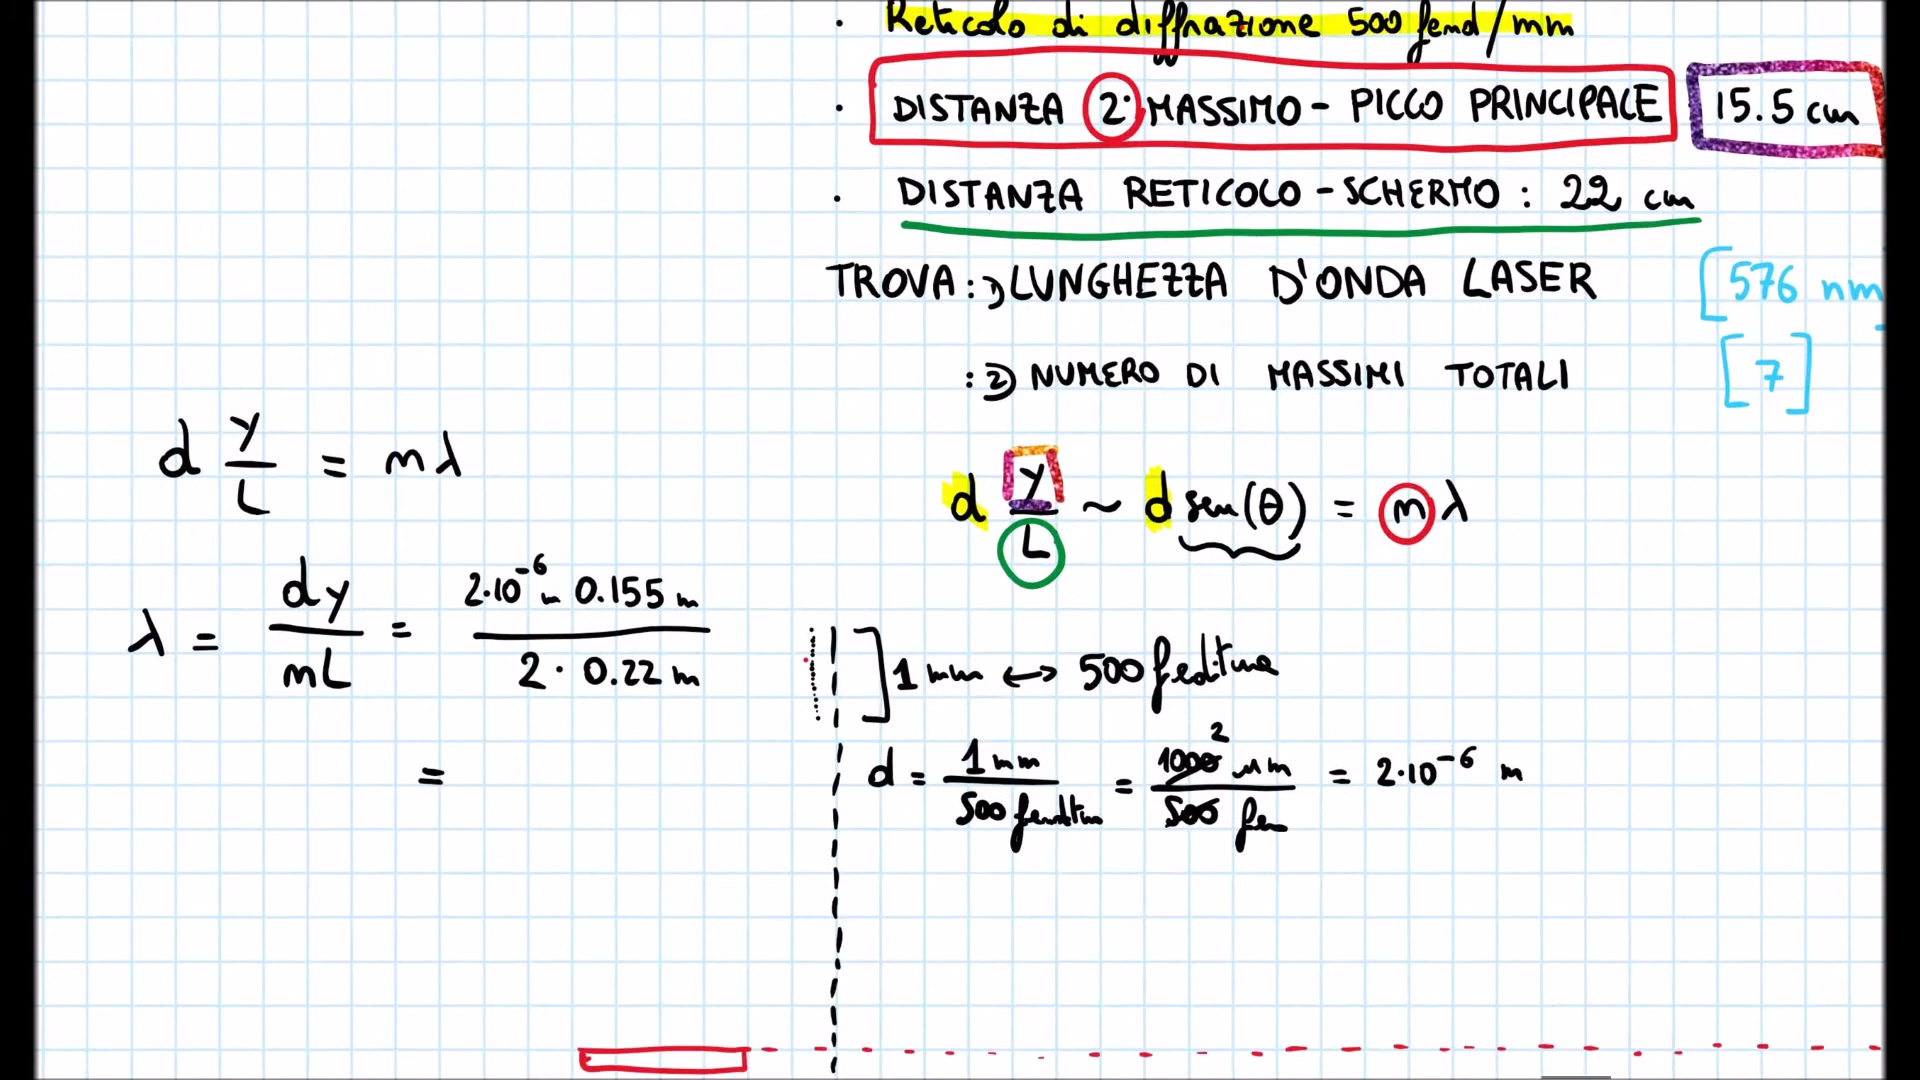 · Reticolo di diffrazione 500 fend/mm
· DISTANZA 2° MASSIMO - PICCO PRINCIPALE 15.5 cm
· DISTANZA RETICOLO - SCHERMO : 22 cm
TROVA : 1) LUNGHEZZA D'ONDA LASER [576 nm
: 2) NUMERO DI MASSIMI TOTALI [7]
d y/L = mλ
d y/L ~ d sen(θ) = mλ
λ = dy/mL = 2·10⁻⁶ m 0.155 m / 2 · 0.22 m
=
] 1 mm ↔ 500 fenditure
d = 1 mm / 500 fenditure = 1000 2 μm / 500 fen = 2·10⁻⁶ m